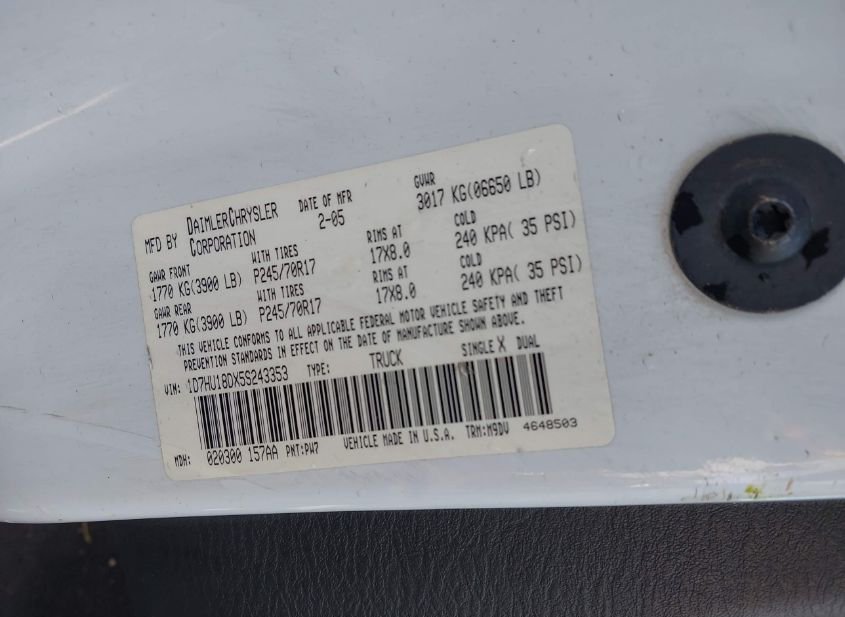 MFD BY DAIMLERCHRYSLER CORPORATION
DATE OF MFR 2-05
GVWR 3017 KG(06650 LB)
GAWR FRONT WITH TIRES RIMS AT COLD
1770 KG(3900 LB) P245/70R17 17X8.0 240 KPA( 35 PSI)
GAWR REAR WITH TIRES RIMS AT COLD
1770 KG(3900 LB) P245/70R17 17X8.0 240 KPA( 35 PSI)
THIS VEHICLE CONFORMS TO ALL APPLICABLE FEDERAL MOTOR VEHICLE SAFETY AND THEFT
PREVENTION STANDARDS IN EFFECT ON THE DATE OF MANUFACTURE SHOWN ABOVE.
VIN: 1D7HU18DX5S243353 TYPE: TRUCK SINGLE X DUAL
MDH: 020300 157AA PNT:PW7 VEHICLE MADE IN U.S.A. TRM:M9DV 4648503